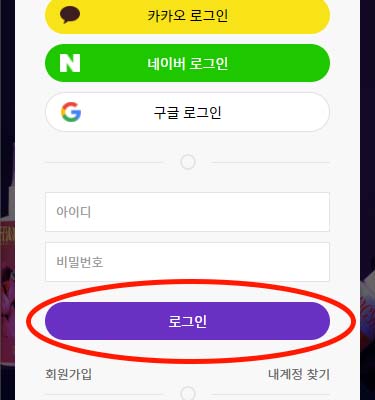 카카오 로그인
네이버 로그인
구글 로그인
아이디
비밀번호
로그인
회원가입 내계정 찾기